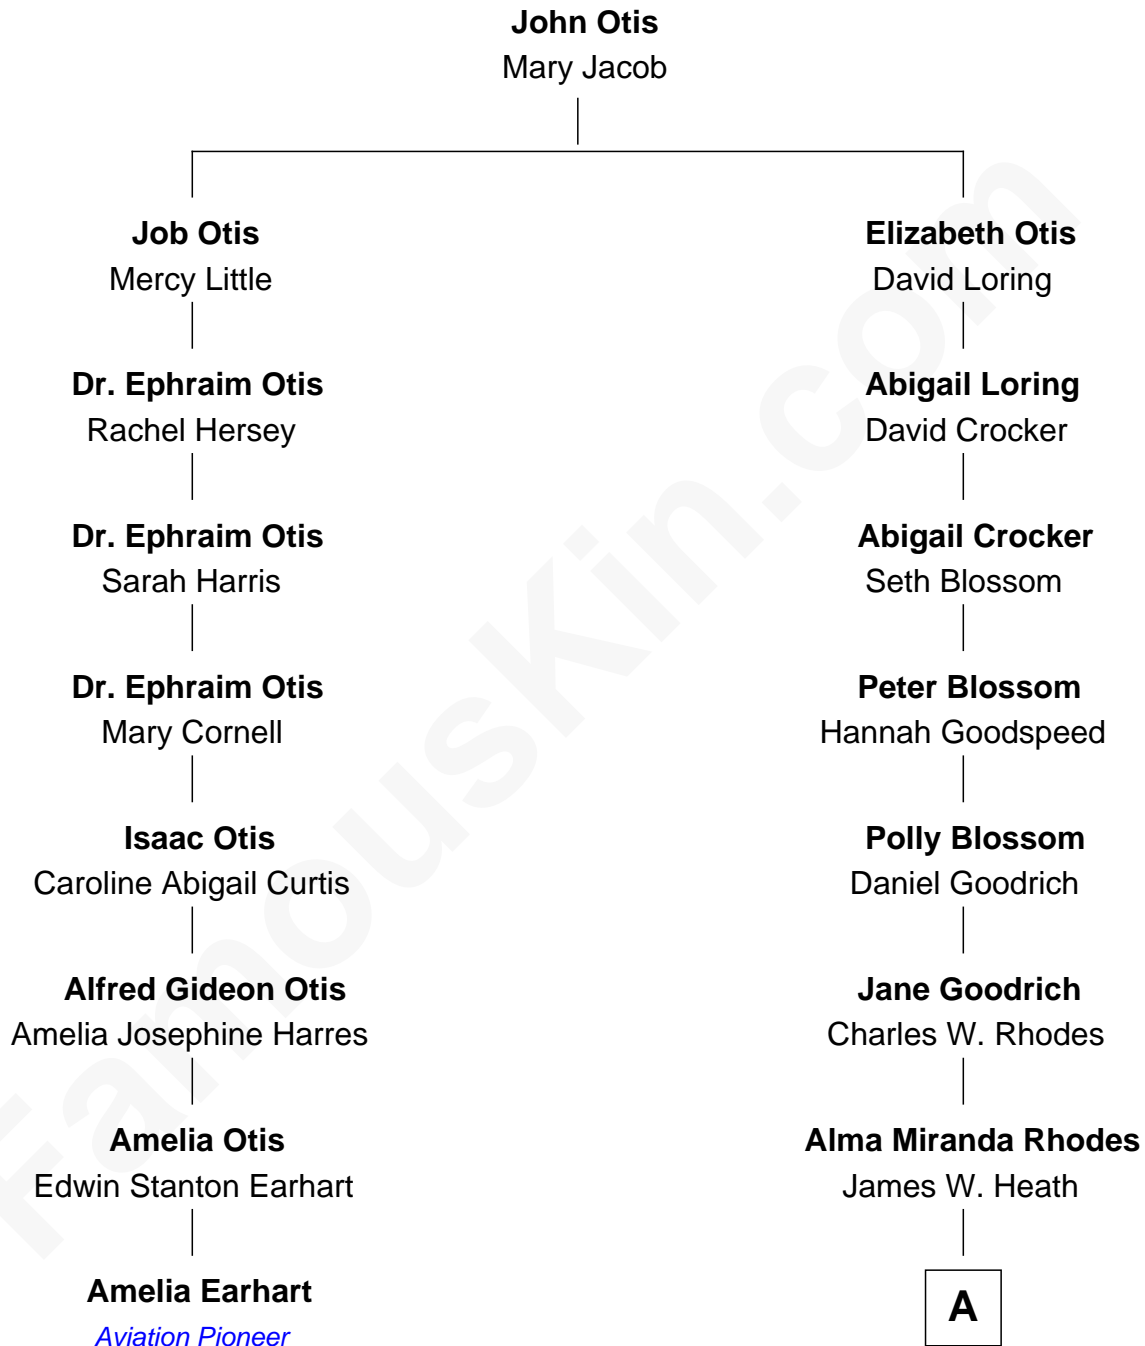 John Otis
Mary Jacob
Job Otis
Mercy Little
Elizabeth Otis
David Loring
Dr. Ephraim Otis
Rachel Hersey
Abigail Loring
David Crocker
Dr. Ephraim Otis
Sarah Harris
Abigail Crocker
Seth Blossom
Dr. Ephraim Otis
Mary Cornell
Peter Blossom
Hannah Goodspeed
Isaac Otis
Caroline Abigail Curtis
Polly Blossom
Daniel Goodrich
Alfred Gideon Otis
Amelia Josephine Harres
Jane Goodrich
Charles W. Rhodes
Amelia Otis
Edwin Stanton Earhart
Alma Miranda Rhodes
James W. Heath
Amelia Earhart
Aviation Pioneer
A
FamousKin.com